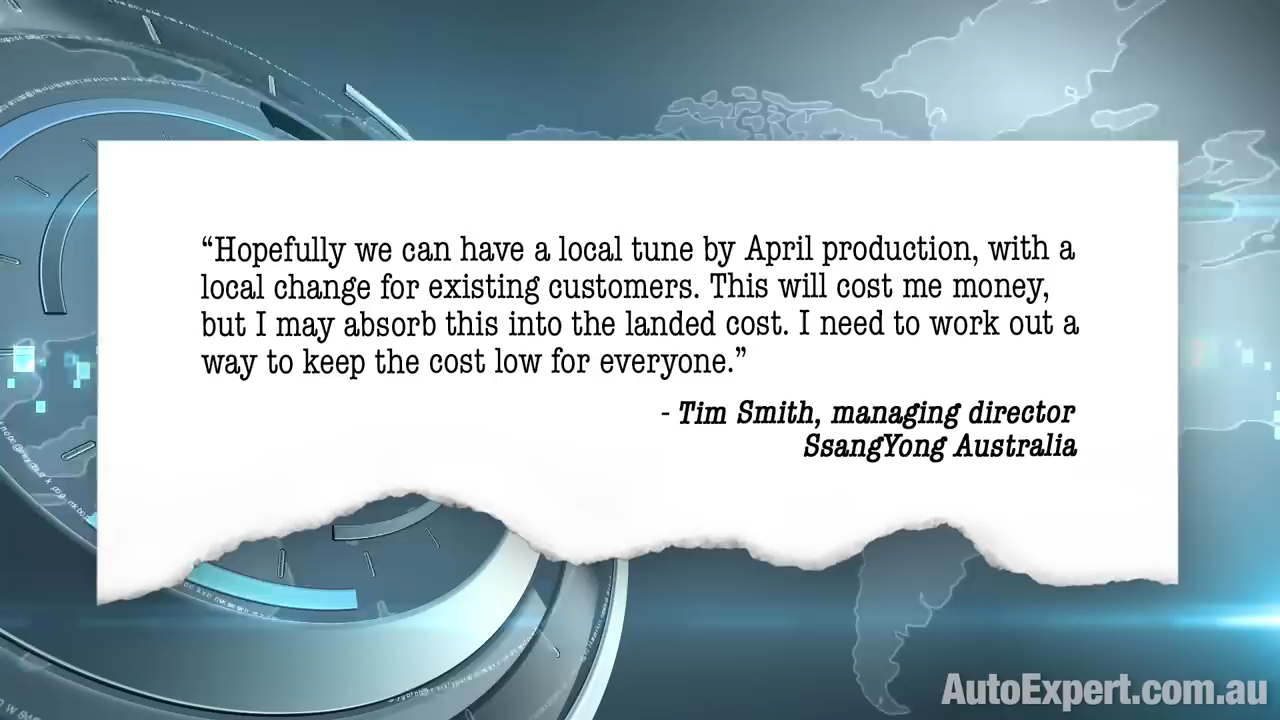 “Hopefully we can have a local tune by April production, with a
local change for existing customers. This will cost me money,
but I may absorb this into the landed cost. I need to work out a
way to keep the cost low for everyone.”
- Tim Smith, managing director
SsangYong Australia
AutoExpert.com.au